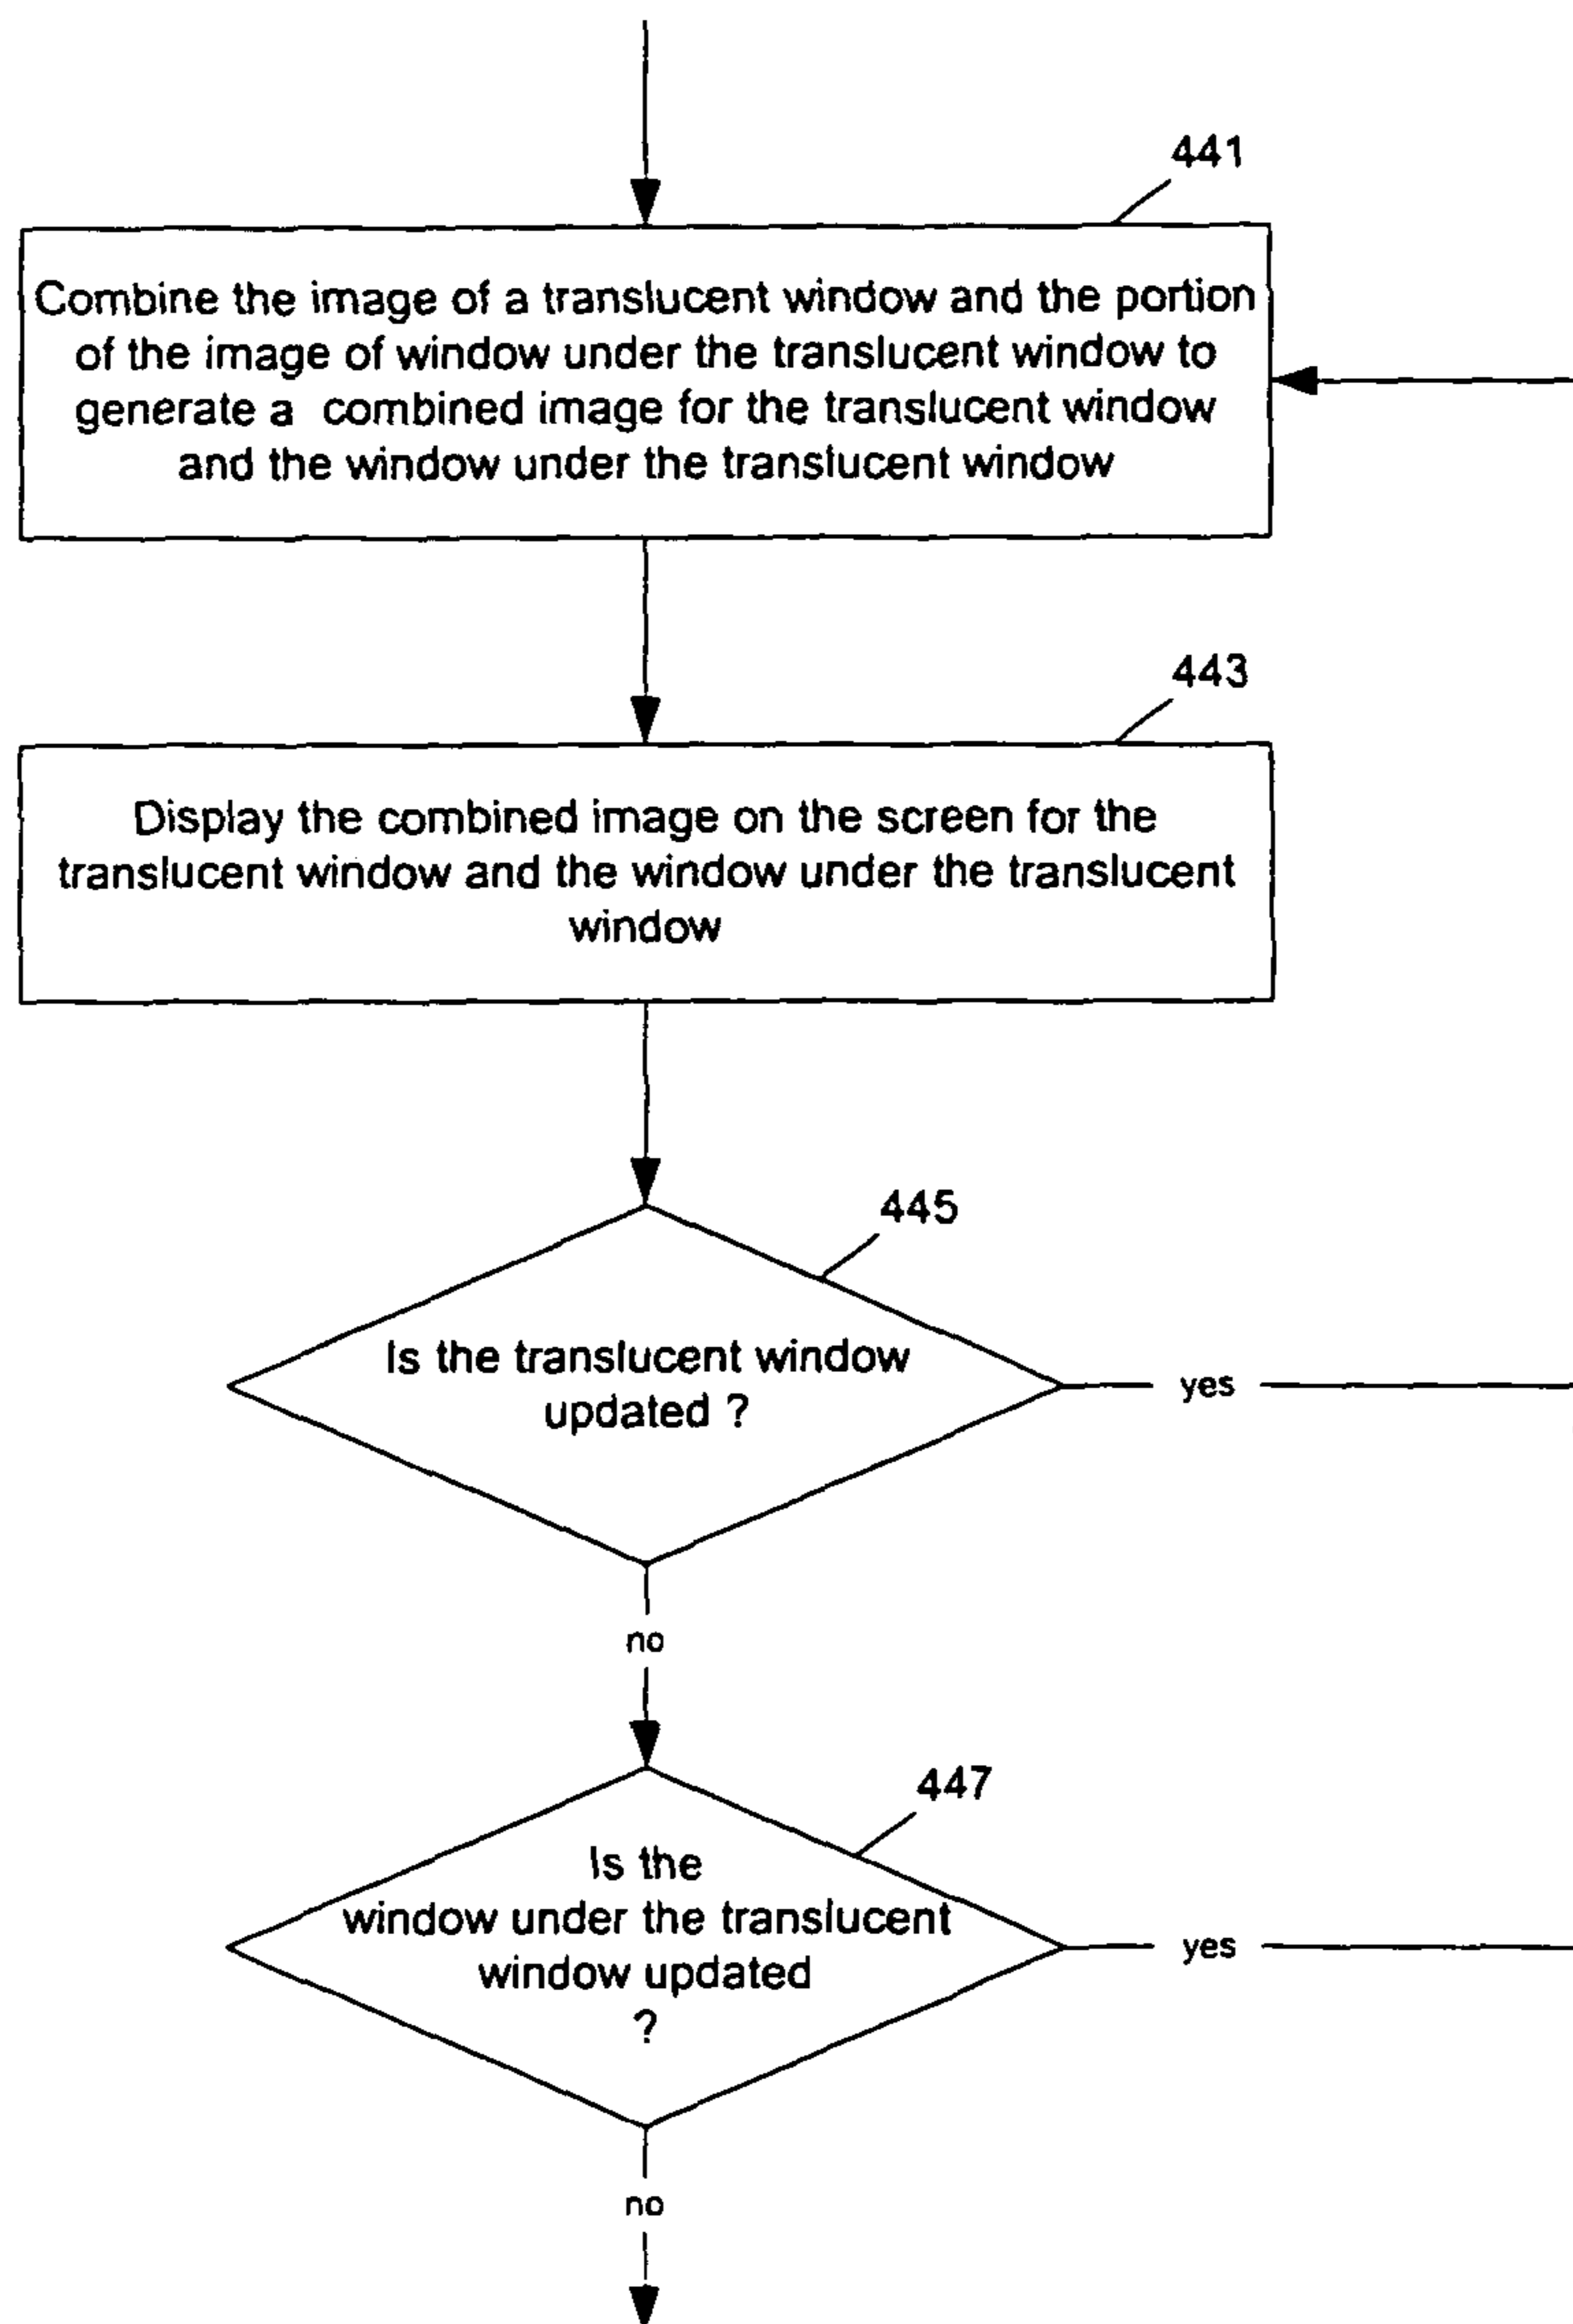 441
Combine the image of a translucent window and the portion
of the image of window under the translucent window to
generate a combined image for the translucent window
and the window under the translucent window
443
Display the combined image on the screen for the
translucent window and the window under the translucent
window
445
Is the translucent window
updated ?
yes
no
447
Is the
window under the translucent
window updated
?
yes
no